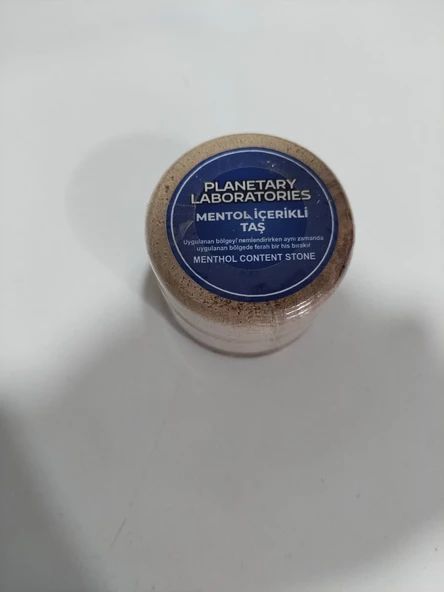 PLANETARY
LABORATORIES
MENTOL İÇERİKLİ
TAŞ
Uygulanan bölgeyi nemlendirirken aynı zamanda
uygulanan bölgede ferah bir his bırakır
MENTHOL CONTENT STONE